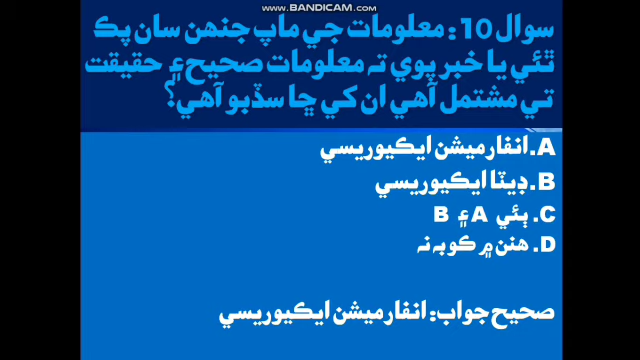 WWW.BANDICAM.COM
سوال 10 : معلومات جي ماپ جنهن سان پڪ
ٿئي يا خبر پوي ته معلومات صحيح ۽ حقيقت
تي مشتمل آهي ان کي ڇا سڏبو آهي؟
A. انفارميشن ايڪيوريسي
B. ڊيٽا ايڪيوريسي
C. ٻئي A ۽ B
D. هنن ۾ ڪو به نه
صحيح جواب: انفارميشن ايڪيوريسي